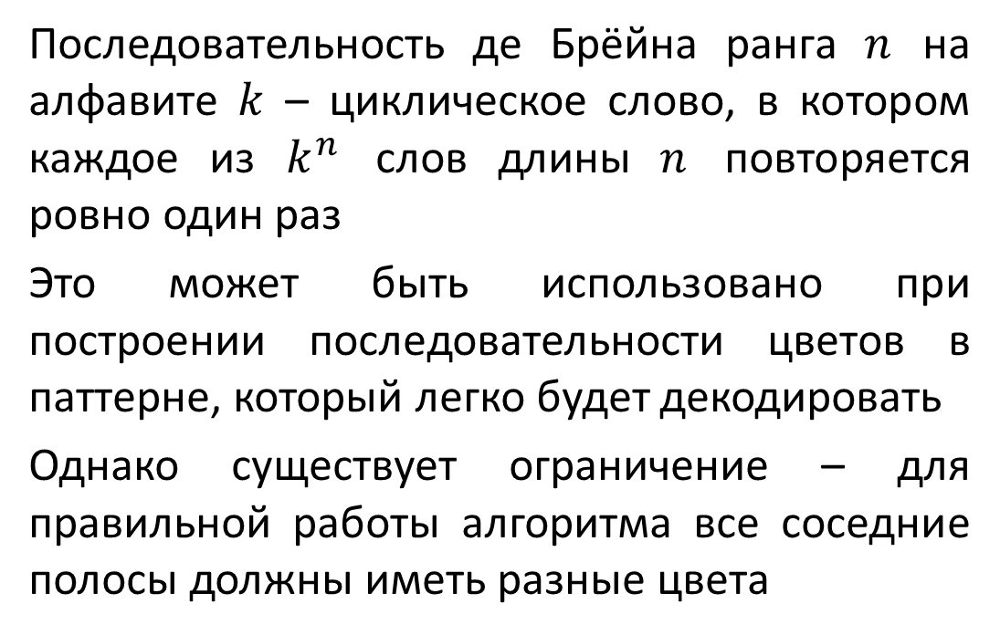 Последовательность де Брёйна ранга n на
алфавите k – циклическое слово, в котором
каждое из kⁿ слов длины n повторяется
ровно один раз
Это может быть использовано при
построении последовательности цветов в
паттерне, который легко будет декодировать
Однако существует ограничение – для
правильной работы алгоритма все соседние
полосы должны иметь разные цвета